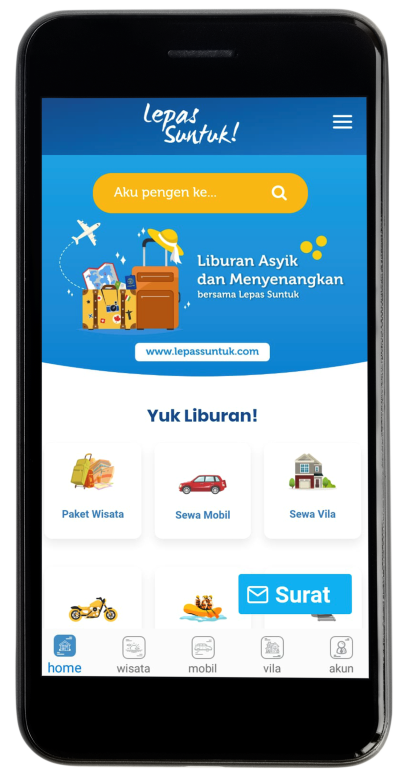 Lepas
Suntuk!
Aku pengen ke...
Liburan Asyik
dan Menyenangkan
bersama Lepas Suntuk
www.lepassuntuk.com
Yuk Liburan!
Paket Wisata
Sewa Mobil
Sewa Vila
Surat
home
wisata
mobil
vila
akun